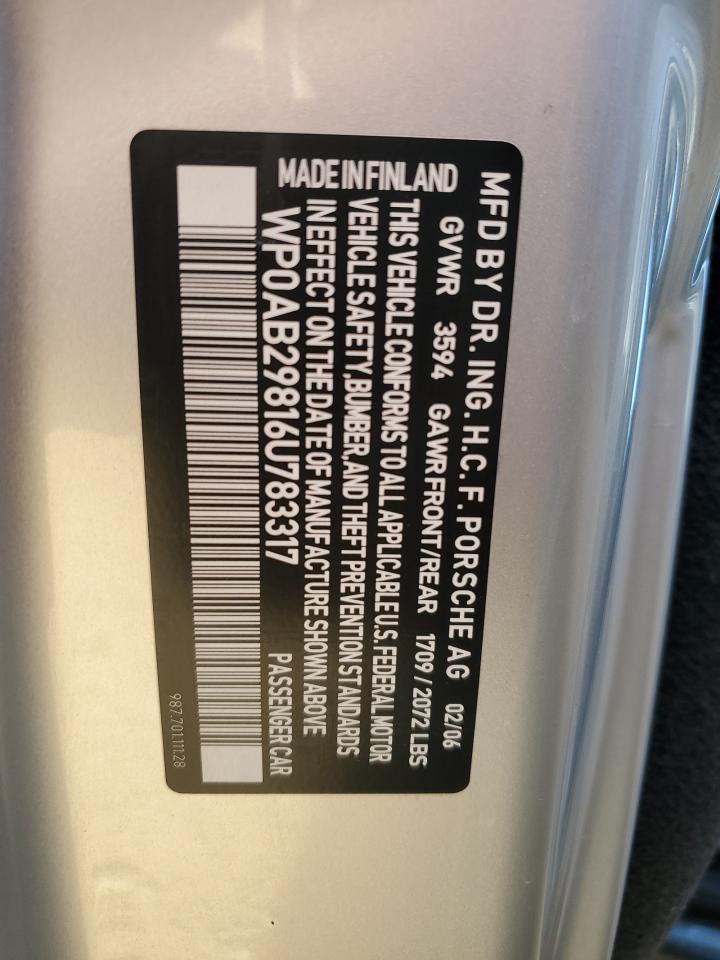 MFD BY DR. ING. H.C. F. PORSCHE AG 02/06
GVWR 3594 GAWR FRONT/REAR 1709 / 2072 LBS
THIS VEHICLE CONFORMS TO ALL APPLICABLE U.S. FEDERAL MOTOR
VEHICLE SAFETY, BUMBER, AND THEFT PREVENTION STANDARDS
IN EFFECT ON THE DATE OF MANUFACTURE SHOWN ABOVE
MADE IN FINLAND
WP0AB29816U783317 PASSENGER CAR
987.701.111.28